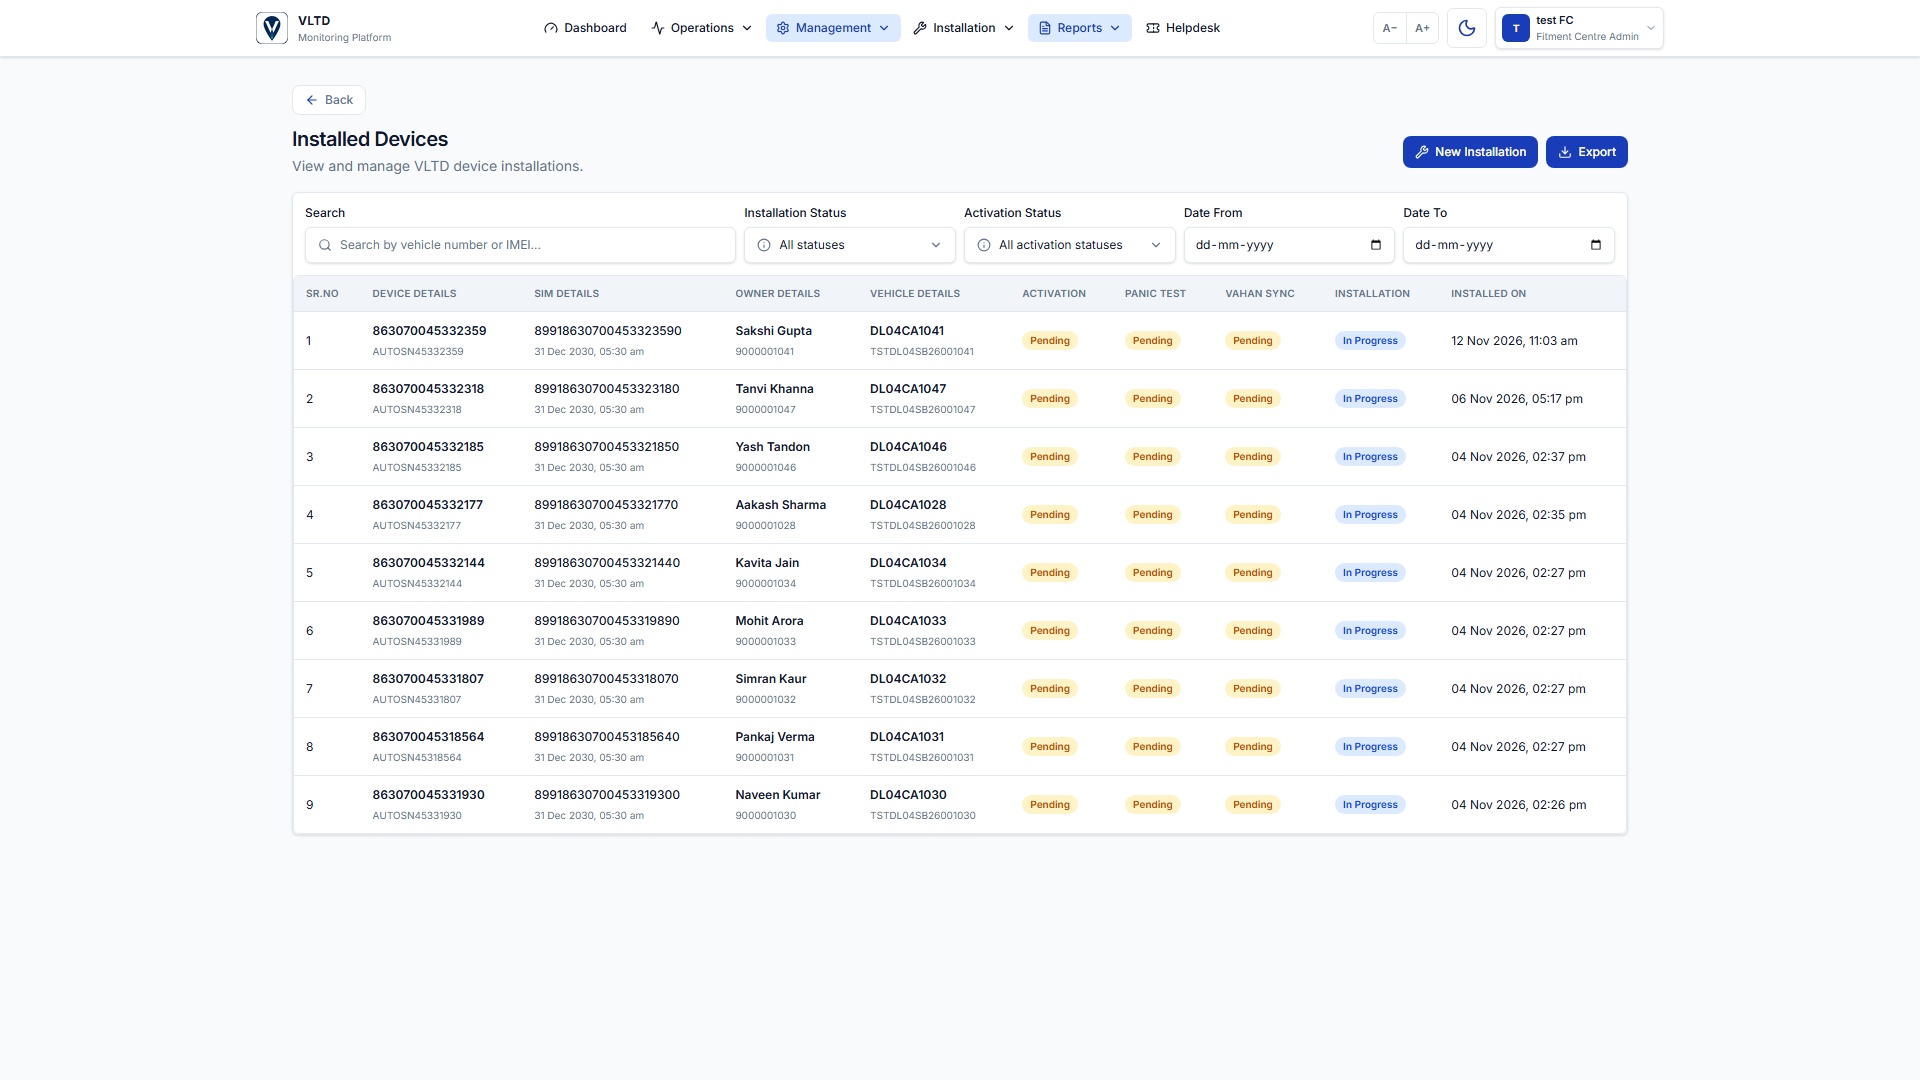 VLTD
Monitoring Platform
Dashboard
Operations
Management
Installation
Reports
Helpdesk
A−
A+
T
test FC
Fitment Centre Admin
Back
Installed Devices
View and manage VLTD device installations.
New Installation
Export
Search
Installation Status
Activation Status
Date From
Date To
Search by vehicle number or IMEI...
All statuses
All activation statuses
dd-mm-yyyy
dd-mm-yyyy
SR.NO DEVICE DETAILS SIM DETAILS OWNER DETAILS VEHICLE DETAILS ACTIVATION PANIC TEST VAHAN SYNC INSTALLATION INSTALLED ON
1 863070045332359 89918630700453323590 Sakshi Gupta DL04CA1041 Pending Pending Pending In Progress 12 Nov 2026, 11:03 am
AUTOSN45332359 31 Dec 2030, 05:30 am 9000001041 TSTDL04SB26001041
2 863070045332318 89918630700453323180 Tanvi Khanna DL04CA1047 Pending Pending Pending In Progress 06 Nov 2026, 05:17 pm
AUTOSN45332318 31 Dec 2030, 05:30 am 9000001047 TSTDL04SB26001047
3 863070045332185 89918630700453321850 Yash Tandon DL04CA1046 Pending Pending Pending In Progress 04 Nov 2026, 02:37 pm
AUTOSN45332185 31 Dec 2030, 05:30 am 9000001046 TSTDL04SB26001046
4 863070045332177 89918630700453321770 Aakash Sharma DL04CA1028 Pending Pending Pending In Progress 04 Nov 2026, 02:35 pm
AUTOSN45332177 31 Dec 2030, 05:30 am 9000001028 TSTDL04SB26001028
5 863070045332144 89918630700453321440 Kavita Jain DL04CA1034 Pending Pending Pending In Progress 04 Nov 2026, 02:27 pm
AUTOSN45332144 31 Dec 2030, 05:30 am 9000001034 TSTDL04SB26001034
6 863070045331989 89918630700453319890 Mohit Arora DL04CA1033 Pending Pending Pending In Progress 04 Nov 2026, 02:27 pm
AUTOSN45331989 31 Dec 2030, 05:30 am 9000001033 TSTDL04SB26001033
7 863070045331807 89918630700453318070 Simran Kaur DL04CA1032 Pending Pending Pending In Progress 04 Nov 2026, 02:27 pm
AUTOSN45331807 31 Dec 2030, 05:30 am 9000001032 TSTDL04SB26001032
8 863070045318564 89918630700453185640 Pankaj Verma DL04CA1031 Pending Pending Pending In Progress 04 Nov 2026, 02:27 pm
AUTOSN45318564 31 Dec 2030, 05:30 am 9000001031 TSTDL04SB26001031
9 863070045331930 89918630700453319300 Naveen Kumar DL04CA1030 Pending Pending Pending In Progress 04 Nov 2026, 02:26 pm
AUTOSN45331930 31 Dec 2030, 05:30 am 9000001030 TSTDL04SB26001030